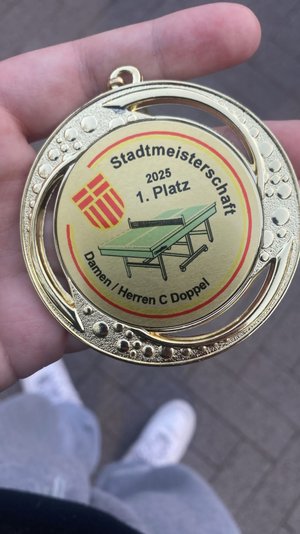 Stadtmeisterschaft
2025
1. Platz
Damen / Herren C Doppel